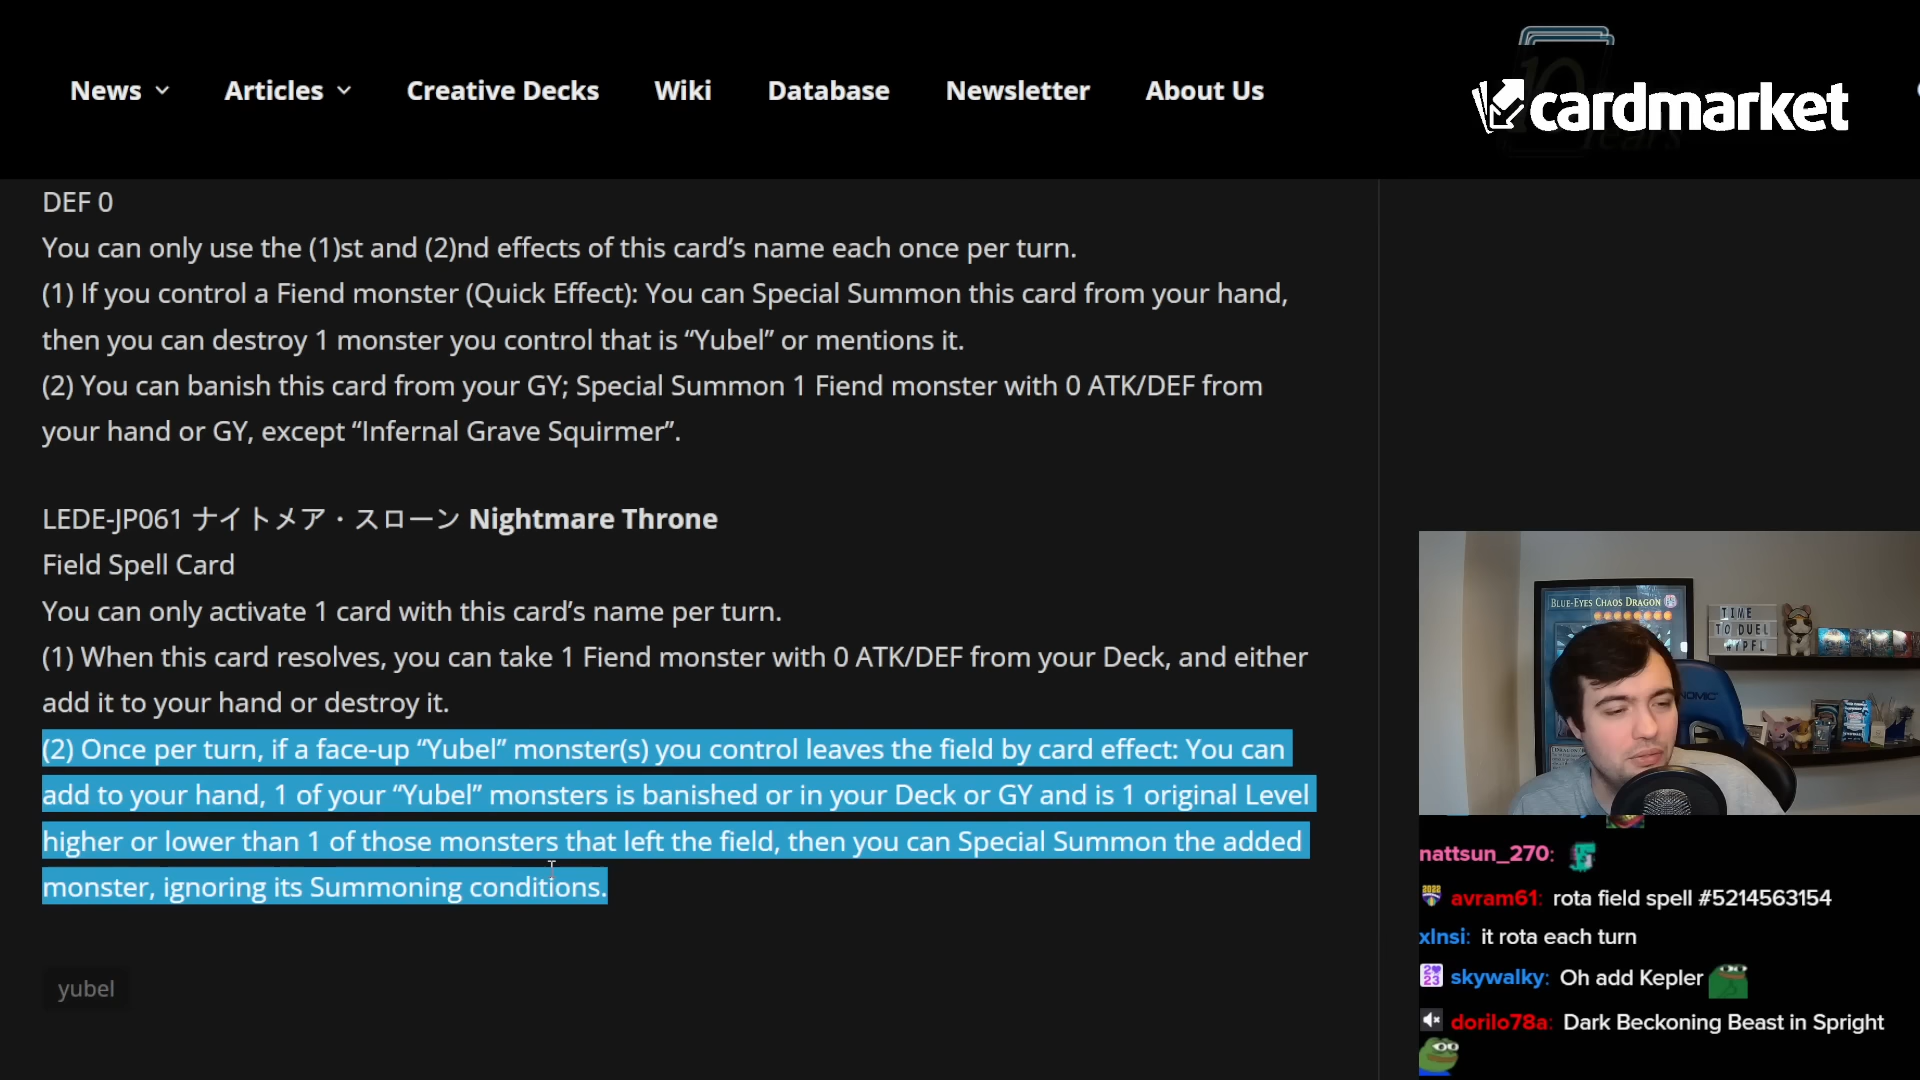 News
Articles
Creative Decks
Wiki
Database
Newsletter
About Us
cardmarket
DEF 0
You can only use the (1)st and (2)nd effects of this card’s name each once per turn.
(1) If you control a Fiend monster (Quick Effect): You can Special Summon this card from your hand,
then you can destroy 1 monster you control that is “Yubel” or mentions it.
(2) You can banish this card from your GY; Special Summon 1 Fiend monster with 0 ATK/DEF from
your hand or GY, except “Infernal Grave Squirmer”.
LEDE-JP061 ナイトメア・スローン Nightmare Throne
Field Spell Card
You can only activate 1 card with this card’s name per turn.
(1) When this card resolves, you can take 1 Fiend monster with 0 ATK/DEF from your Deck, and either
add it to your hand or destroy it.
(2) Once per turn, if a face-up “Yubel” monster(s) you control leaves the field by card effect: You can
add to your hand, 1 of your “Yubel” monsters is banished or in your Deck or GY and is 1 original Level
higher or lower than 1 of those monsters that left the field, then you can Special Summon the added
monster, ignoring its Summoning conditions.
yubel
BLUE-EYES CHAOS DRAGON
TIME
TO DUEL
#YPFL
NOMIC
nattsun_270:
2022 avram61: rota field spell #5214563154
xlnsi: it rota each turn
2 23 skywalky: Oh add Kepler
dorilo78a: Dark Beckoning Beast in Spright